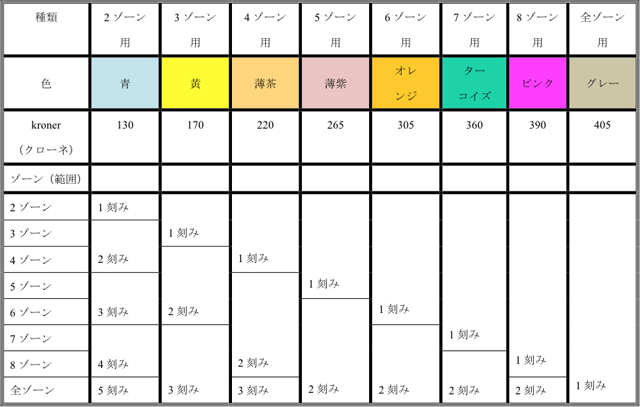 種類 2 ゾーン用 3 ゾーン用 4 ゾーン用 5 ゾーン用 6 ゾーン用 7 ゾーン用 8 ゾーン用 全ゾーン用
色 青 黄 薄茶 薄紫 オレンジ ターコイズ ピンク グレー
kroner（クローネ） 130 170 220 265 305 360 390 405
ゾーン（範囲）
2 ゾーン 1 刻み
3 ゾーン 1 刻み
4 ゾーン 2 刻み 1 刻み
5 ゾーン 1 刻み
6 ゾーン 3 刻み 2 刻み 1 刻み
7 ゾーン 1 刻み
8 ゾーン 4 刻み 2 刻み 1 刻み
全ゾーン 5 刻み 3 刻み 3 刻み 2 刻み 2 刻み 2 刻み 2 刻み 1 刻み